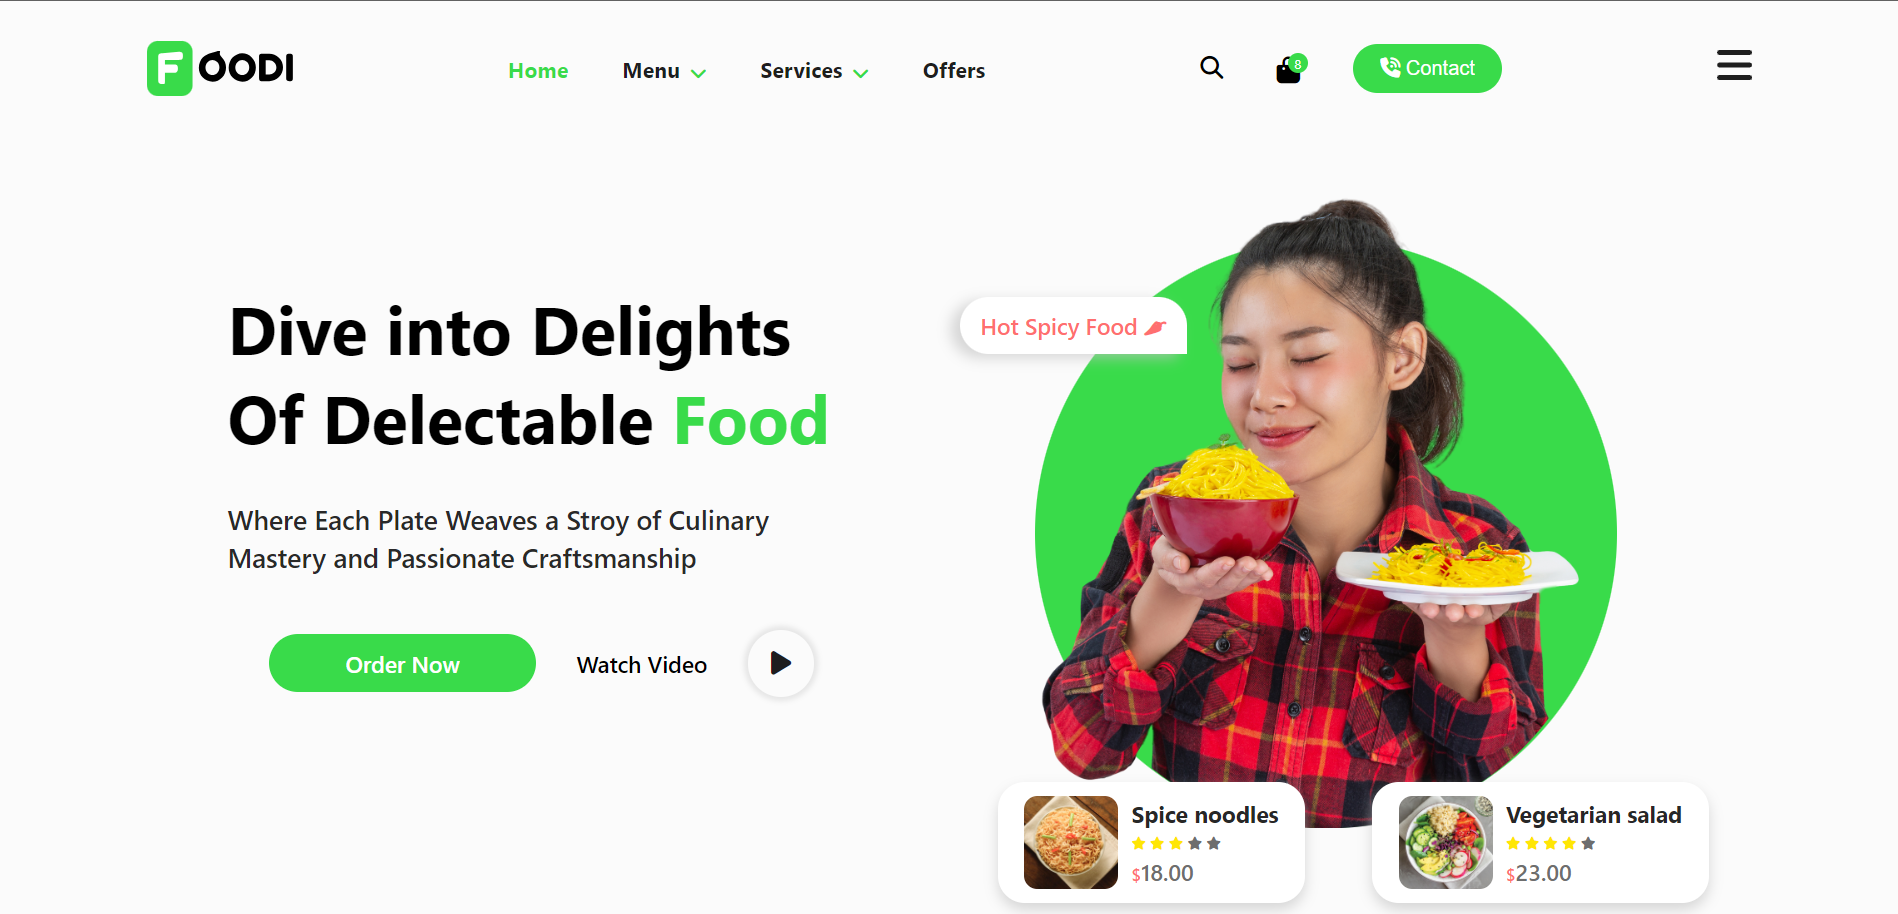 FOODI
Home
Menu
Services
Offers
8
Contact
Dive into Delights
Of Delectable Food
Where Each Plate Weaves a Stroy of Culinary
Mastery and Passionate Craftsmanship
Order Now
Watch Video
Hot Spicy Food
Spice noodles
$18.00
Vegetarian salad
$23.00